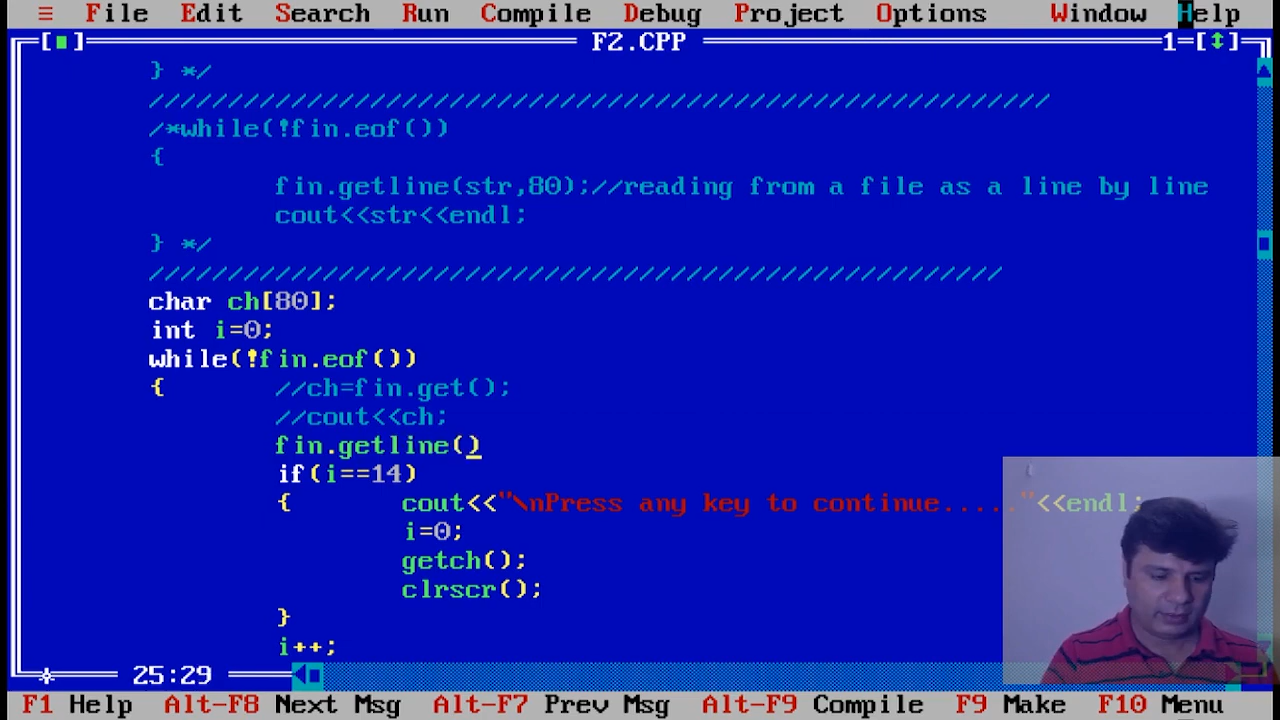 ≡ File Edit Search Run Compile Debug Project Options Window Help
[■] F2.CPP 1=[↕]
} */
/////////////////////////////////////////////////////////
/*while(!fin.eof())
{
fin.getline(str,80);//reading from a file as a line by line
cout<<str<<endl;
} */
//////////////////////////////////////////////////////
char ch[80];
int i=0;
while(!fin.eof())
{ //ch=fin.get();
//cout<<ch;
fin.getline()
if(i==14)
{ cout<<"\nPress any key to continue....."<<endl;
i=0;
getch();
clrscr();
}
i++;
25:29
F1 Help Alt-F8 Next Msg Alt-F7 Prev Msg Alt-F9 Compile F9 Make F10 Menu